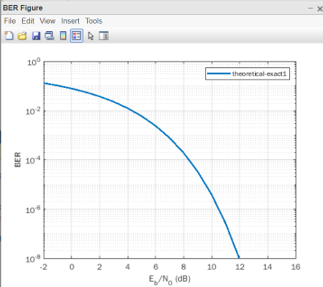 BER Figure
File Edit View Insert Tools
theoretical-exact1
10^0
10^-2
10^-4
10^-6
10^-8
BER
-2 0 2 4 6 8 10 12 14 16
E_b/N_0 (dB)